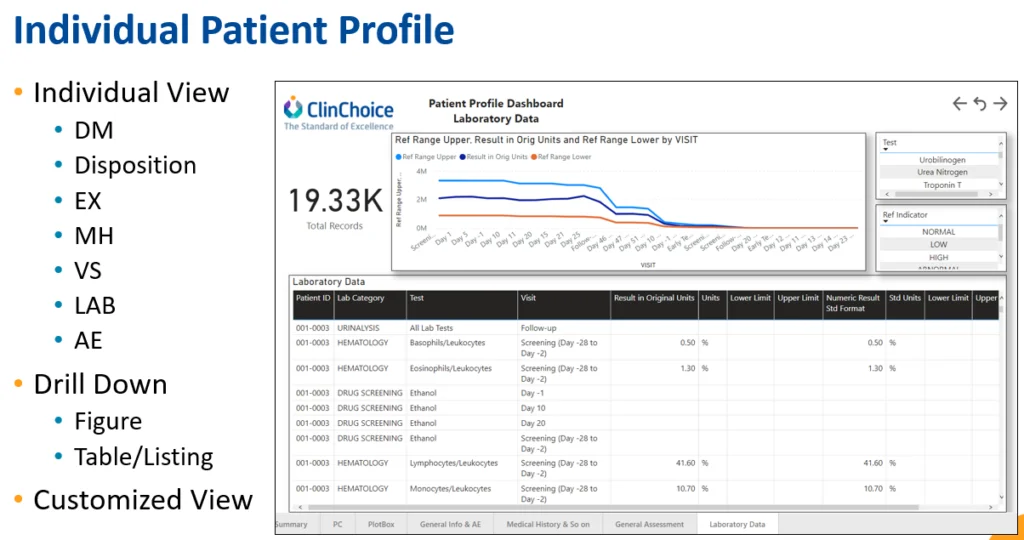 Individual Patient Profile
• Individual View
• DM
• Disposition
• EX
• MH
• VS
• LAB
• AE
• Drill Down
• Figure
• Table/Listing
• Customized View
ClinChoice
The Standard of Excellence
Patient Profile Dashboard
Laboratory Data
19.33K
Total Records
Ref Range Upper, Result in Orig Units and Ref Range Lower by VISIT
Ref Range Upper Result in Orig Units Ref Range Lower
Ref Range Upper, ...
4M
2M
0M
Screeni... Day 1 Day 5 Day -1 Day 10 Day 11 Day 20 Day 15 Day 21 Day 25 Follow... Day 46 Day 47 Day 51 Day 10... Day -1 ... Early Te... Screeni... Screeni... Follow-... Day 20 ... Early Te... Day 12 ... Day 11 ... Day 13 ... Day 14 ... Day 23 ...
VISIT
Test
Urobilinogen
Urea Nitrogen
Troponin T
Ref Indicator
NORMAL
LOW
HIGH
ABNORMAL
Laboratory Data
Patient ID Lab Category Test Visit Result in Original Units Units Lower Limit Upper Limit Numeric Result Std Units Lower Limit Upper
Std Format
001-0003 URINALYSIS All Lab Tests Follow-up
001-0003 HEMATOLOGY Basophils/Leukocytes Screening (Day -28 to 0.50 % 0.50 %
Day -2)
001-0003 HEMATOLOGY Eosinophils/Leukocytes Screening (Day -28 to 1.30 % 1.30 %
Day -2)
001-0003 DRUG SCREENING Ethanol Day -1
001-0003 DRUG SCREENING Ethanol Day 10
001-0003 DRUG SCREENING Ethanol Day 20
001-0003 DRUG SCREENING Ethanol Screening (Day -28 to
Day -2)
001-0003 HEMATOLOGY Lymphocytes/Leukocytes Screening (Day -28 to 41.60 % 41.60 %
Day -2)
001-0003 HEMATOLOGY Monocytes/Leukocytes Screening (Day -28 to 10.70 % 10.70 %
Day -2)
Summary PC PlotBox General Info & AE Medical History & So on General Assessment Laboratory Data